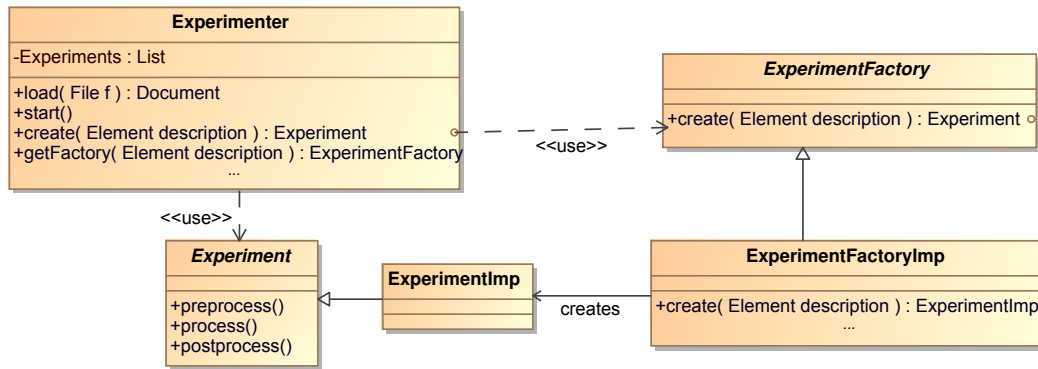 Experimenter
-Experiments : List
+load( File f ) : Document
+start()
+create( Element description ) : Experiment
+getFactory( Element description ) : ExperimentFactory
...
ExperimentFactory
+create( Element description ) : Experiment
<<use>>
<<use>>
Experiment
+preprocess()
+process()
+postprocess()
ExperimentImp
creates
ExperimentFactoryImp
+create( Element description ) : ExperimentImp
...